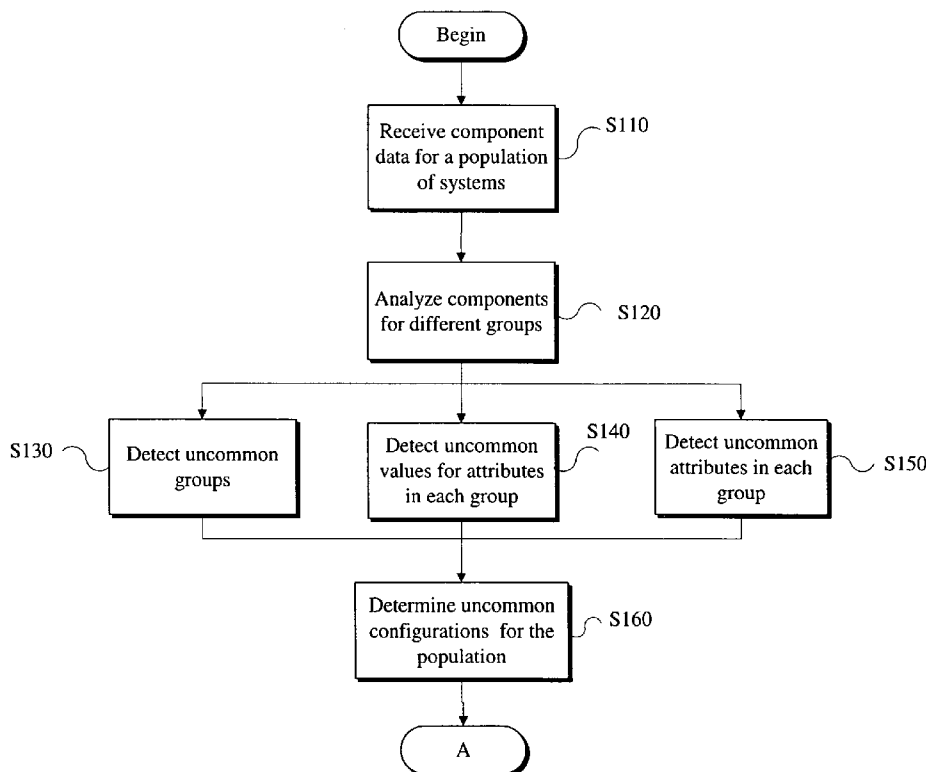 Begin
Receive component
data for a population
of systems
S110
Analyze components
for different groups
S120
S130
Detect uncommon
groups
Detect uncommon
values for attributes
in each group
S140
Detect uncommon
attributes in each
group
S150
Determine uncommon
configurations for the
population
S160
A